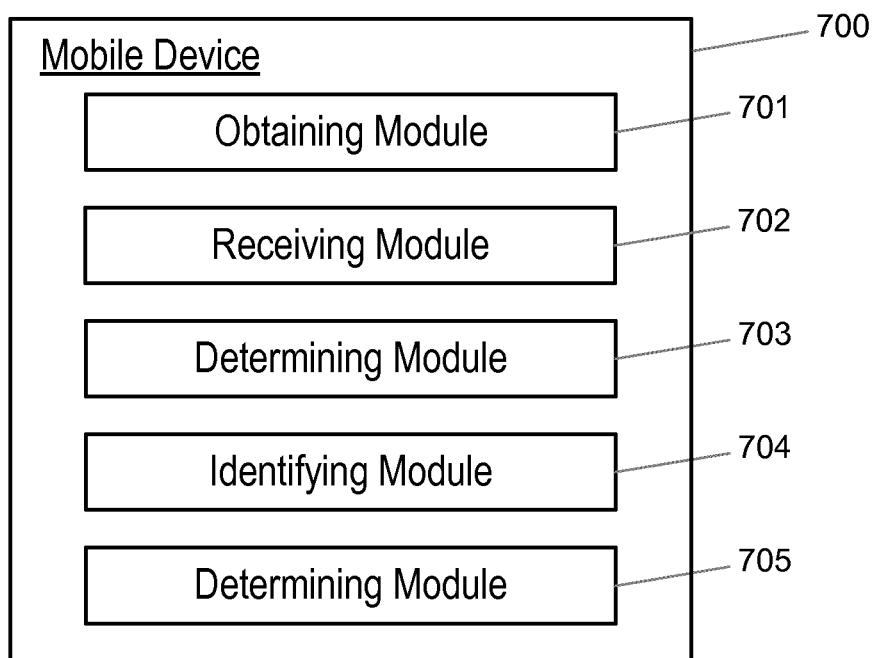 700
Mobile Device
Obtaining Module
701
Receiving Module
702
Determining Module
703
Identifying Module
704
Determining Module
705